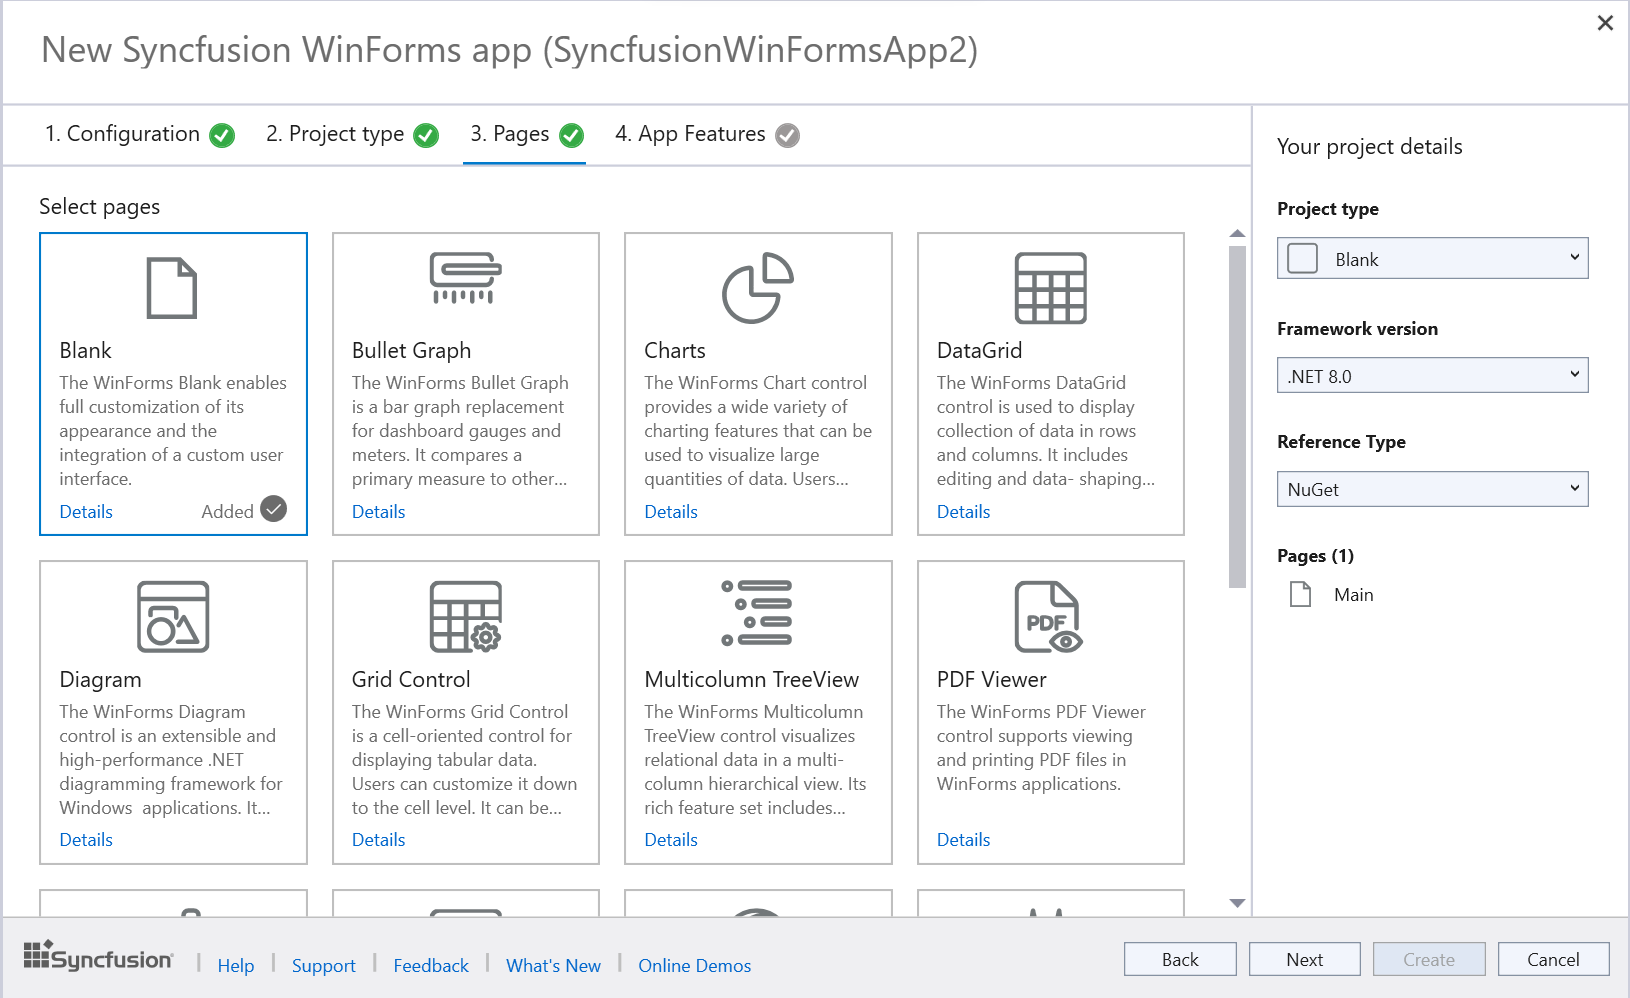 New Syncfusion WinForms app (SyncfusionWinFormsApp2)
1. Configuration
2. Project type
3. Pages
4. App Features
Select pages
Blank
The WinForms Blank enables
full customization of its
appearance and the
integration of a custom user
interface.
Details
Added
Bullet Graph
The WinForms Bullet Graph
is a bar graph replacement
for dashboard gauges and
meters. It compares a
primary measure to other...
Details
Charts
The WinForms Chart control
provides a wide variety of
charting features that can be
used to visualize large
quantities of data. Users...
Details
DataGrid
The WinForms DataGrid
control is used to display
collection of data in rows
and columns. It includes
editing and data- shaping...
Details
Diagram
The WinForms Diagram
control is an extensible and
high-performance .NET
diagramming framework for
Windows  applications. It...
Details
Grid Control
The WinForms Grid Control
is a cell-oriented control for
displaying tabular data.
Users can customize it down
to the cell level. It can be...
Details
Multicolumn TreeView
The WinForms Multicolumn
TreeView control visualizes
relational data in a multi-
column hierarchical view. Its
rich feature set includes...
Details
PDF
PDF Viewer
The WinForms PDF Viewer
control supports viewing
and printing PDF files in
WinForms applications.
Details
Your project details
Project type
Blank
Framework version
.NET 8.0
Reference Type
NuGet
Pages (1)
Main
Syncfusion
Help
Support
Feedback
What's New
Online Demos
Back
Next
Create
Cancel